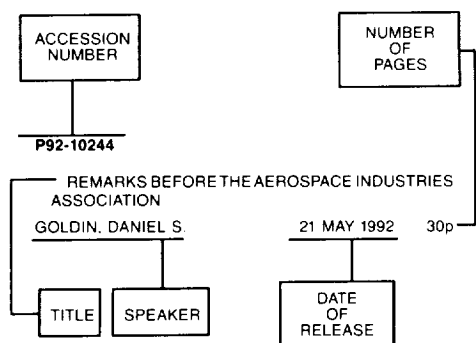 ACCESSION
NUMBER
NUMBER
OF
PAGES
P92-10244
REMARKS BEFORE THE AEROSPACE INDUSTRIES
ASSOCIATION
GOLDIN, DANIEL S. 21 MAY 1992 30p
TITLE SPEAKER
DATE
OF
RELEASE